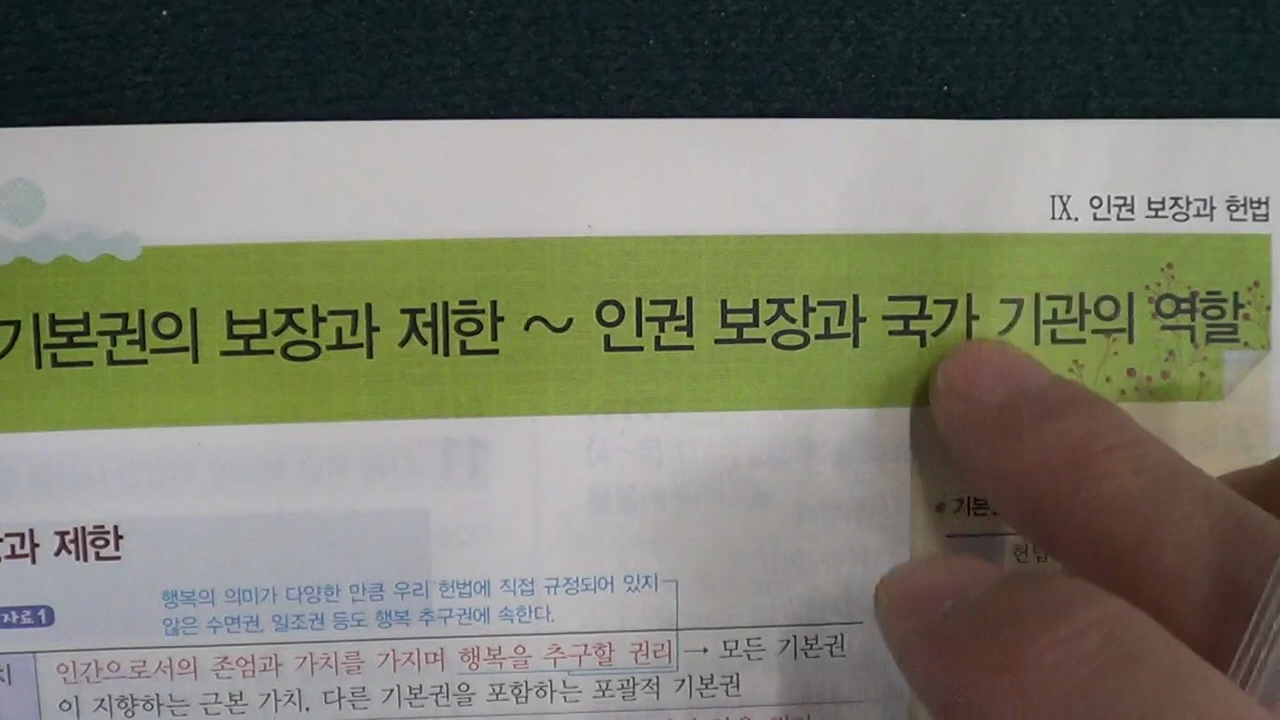 IX. 인권 보장과 헌법
기본권의 보장과 제한 ~ 인권 보장과 국가 기관의 역할
과 제한
행복의 의미가 다양한 만큼 우리 헌법에 직접 규정되어 있지
않은 수면권, 일조권 등도 행복 추구권에 속한다.
자료1
인간으로서의 존엄과 가치를 가지며 행복을 추구할 권리 → 모든 기본권
이 지향하는 근본 가치, 다른 기본권을 포함하는 포괄적 기본권
* 기본